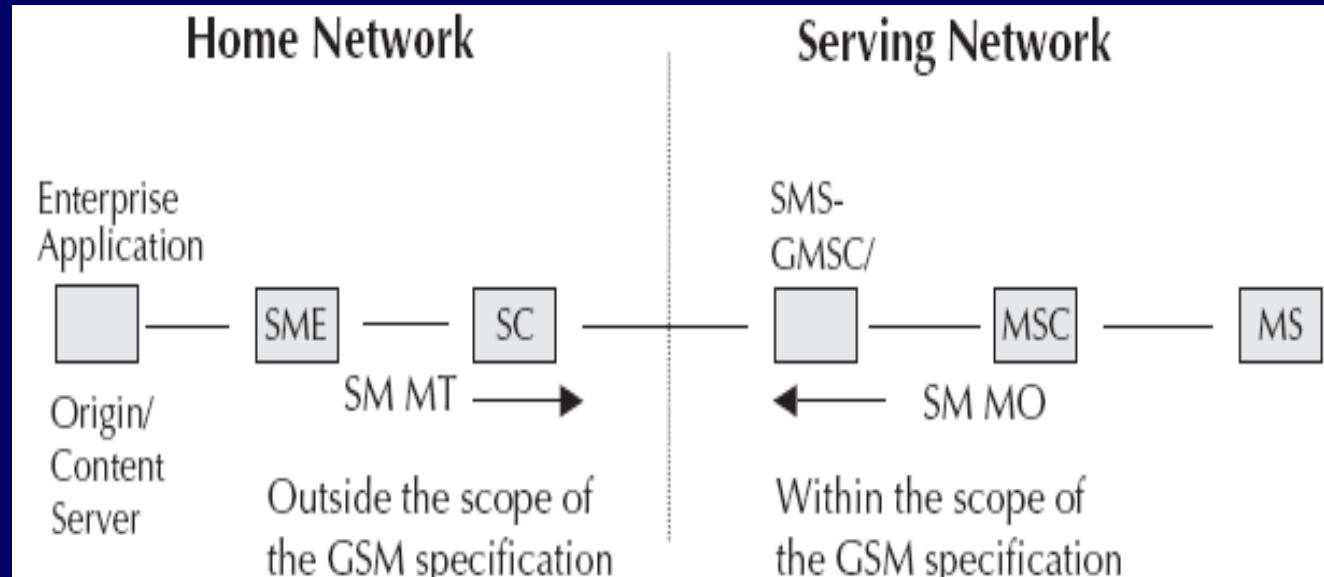 Home Network
Serving Network
Enterprise
Application
SMS-
GMSC/
SME
SC
MSC
MS
SM MT
SM MO
Origin/
Content
Server
Outside the scope of
the GSM specification
Within the scope of
the GSM specification